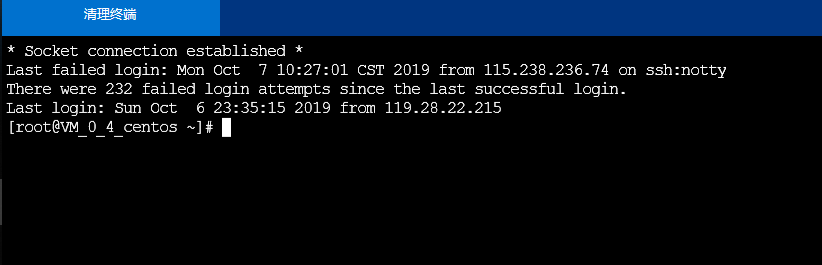 清理终端
* Socket connection established *
Last failed login: Mon Oct  7 10:27:01 CST 2019 from 115.238.236.74 on ssh:notty
There were 232 failed login attempts since the last successful login.
Last login: Sun Oct  6 23:35:15 2019 from 119.28.22.215
[root@VM_0_4_centos ~]#